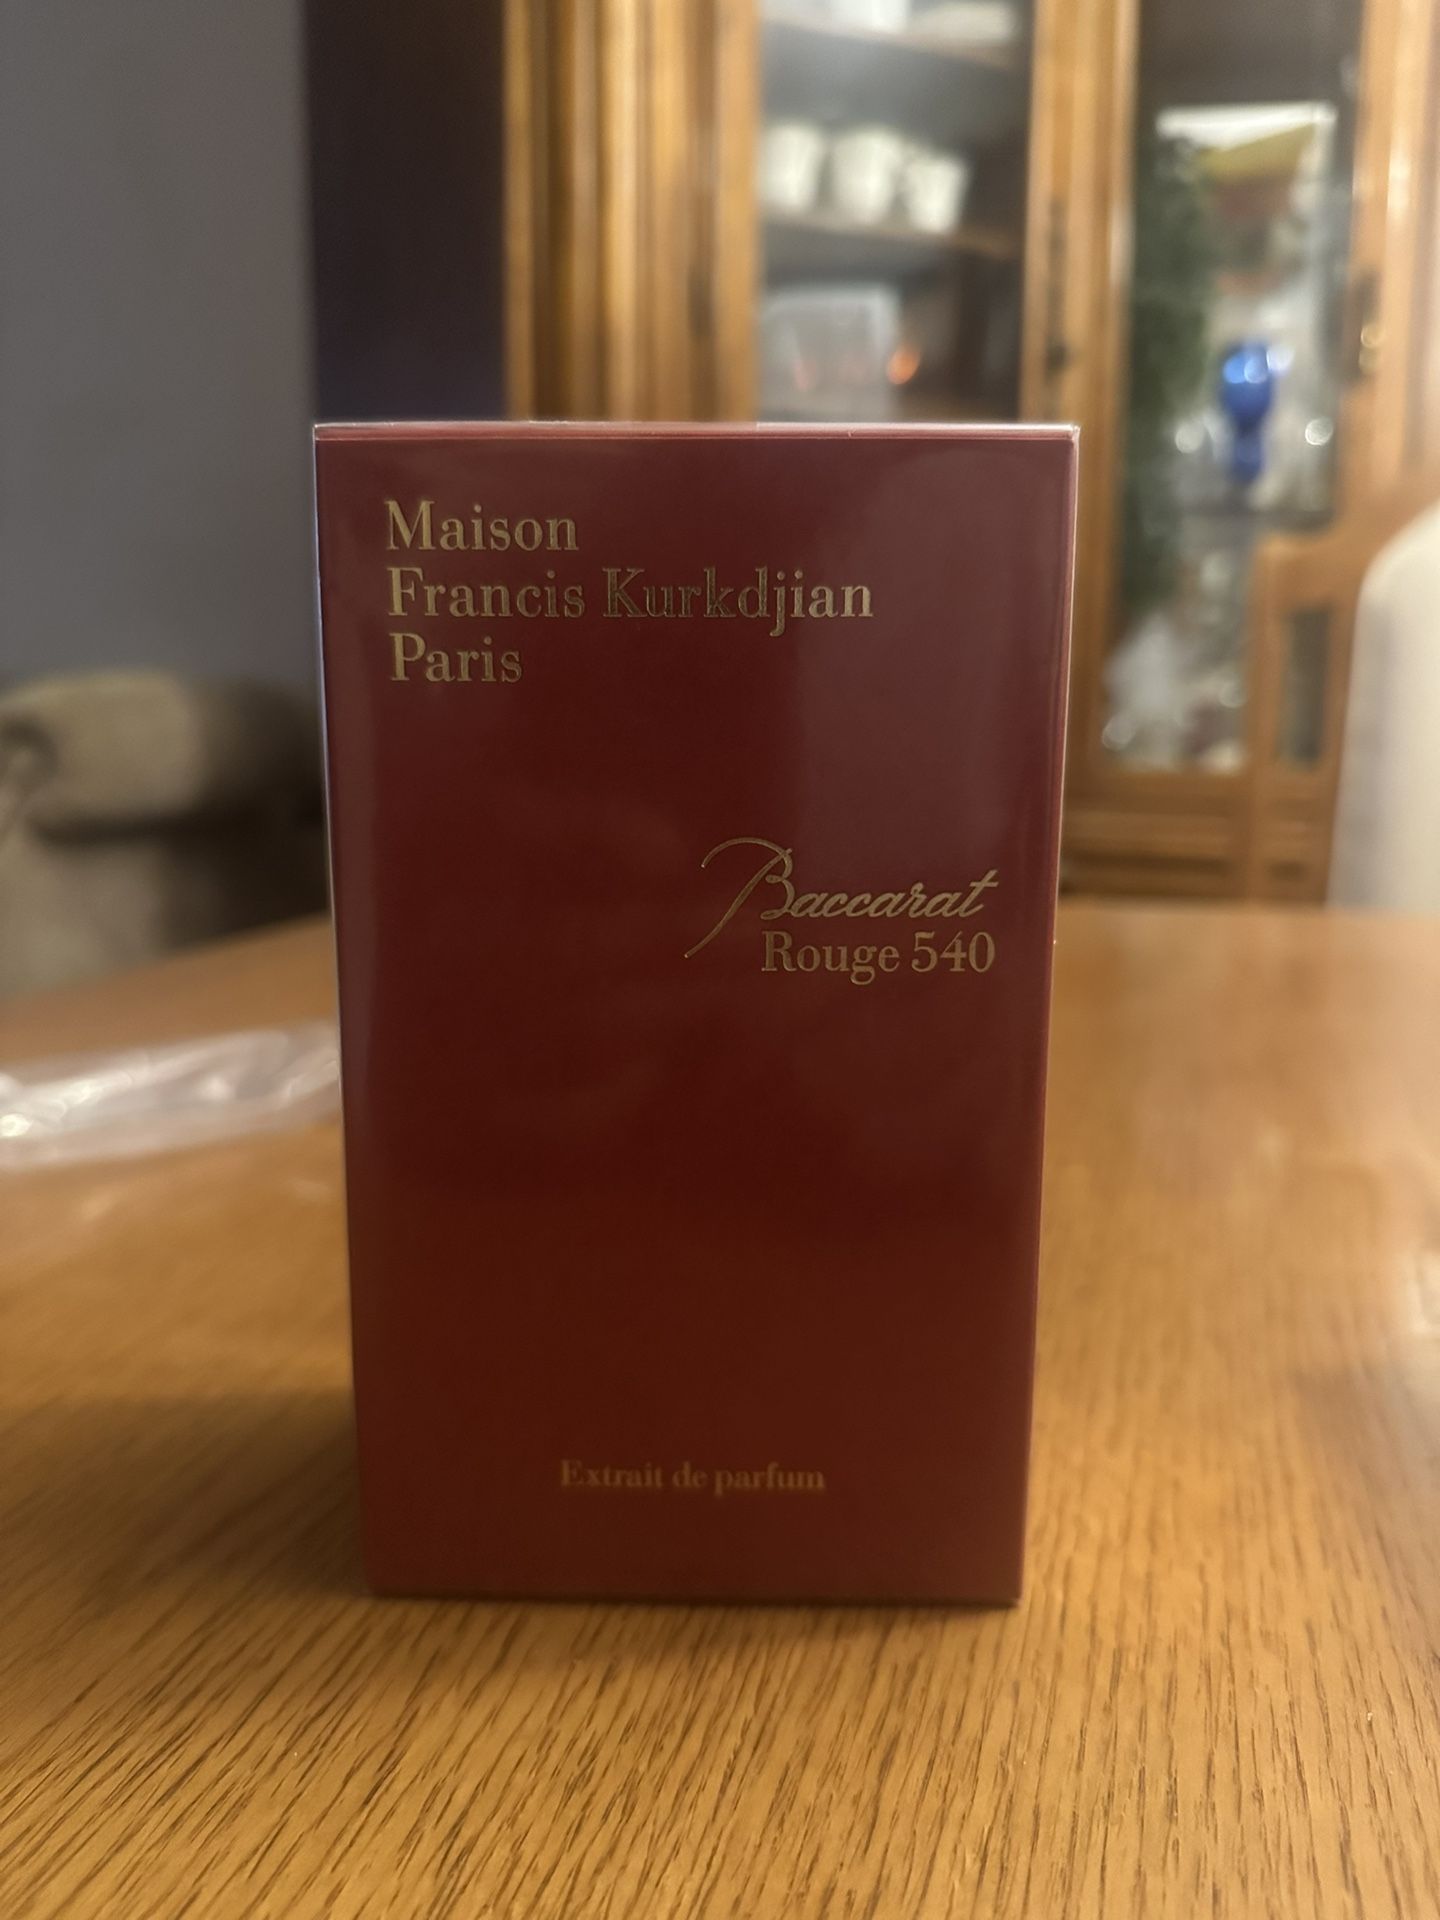 Maison
Francis Kurkdjian
Paris
Baccarat
Rouge 540
Extrait de parfum